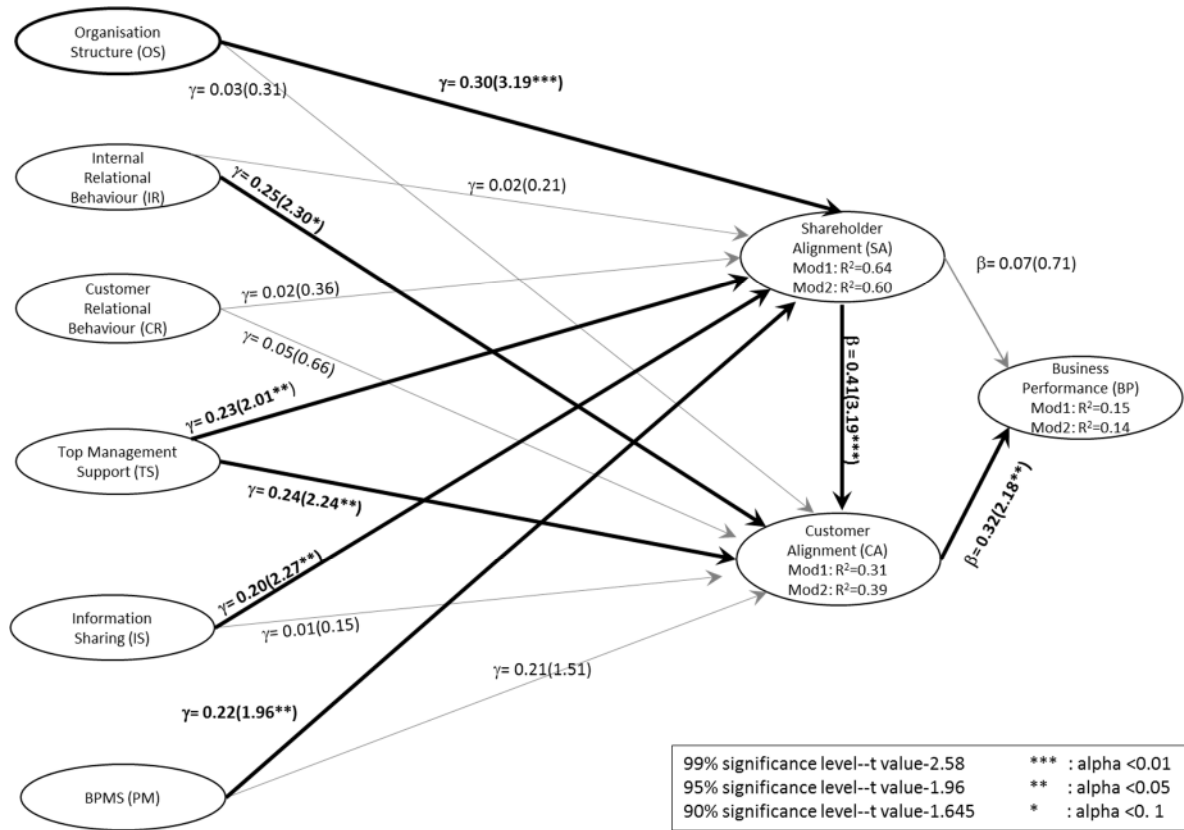 Organisation
Structure (OS)
γ= 0.30(3.19***)
γ= 0.03(0.31)
Internal
Relational
Behaviour (IR)
γ= 0.25(2.30*)
γ= 0.02(0.21)
Shareholder
Alignment (SA)
Mod1: R²=0.64
Mod2: R²=0.60
β= 0.07(0.71)
Customer
Relational
Behaviour (CR)
γ= 0.02(0.36)
γ= 0.05(0.66)
β = 0.41(3.19***)
Business
Performance (BP)
Mod1: R²=0.15
Mod2: R²=0.14
γ= 0.23(2.01**)
Top Management
Support (TS)
γ= 0.24(2.24**)
β= 0.32(2.18**)
Customer
Alignment (CA)
Mod1: R²=0.31
Mod2: R²=0.39
γ= 0.20(2.27**)
Information
Sharing (IS)
γ= 0.01(0.15)
γ= 0.21(1.51)
γ= 0.22(1.96**)
BPMS (PM)
99% significance level--t value-2.58 *** : alpha <0.01
95% significance level--t value-1.96 ** : alpha <0.05
90% significance level--t value-1.645 * : alpha <0. 1